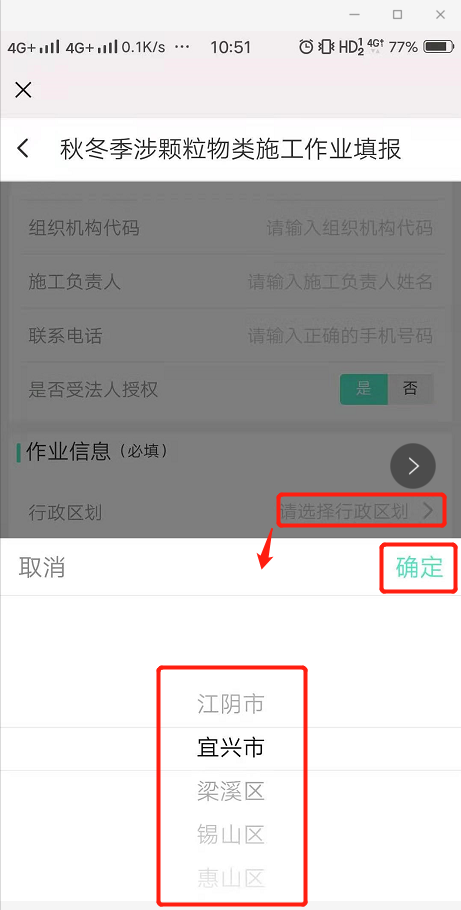 4G+ 4G+ 0.1K/s ··· 10:51 HD 1 2 4G+ 77%
秋冬季涉颗粒物类施工作业填报
组织机构代码 请输入组织机构代码
施工负责人 请输入施工负责人姓名
联系电话 请输入正确的手机号码
是否受法人授权 是 否
作业信息（必填）
行政区划 请选择行政区划
取消 确定
江阴市
宜兴市
梁溪区
锡山区
惠山区